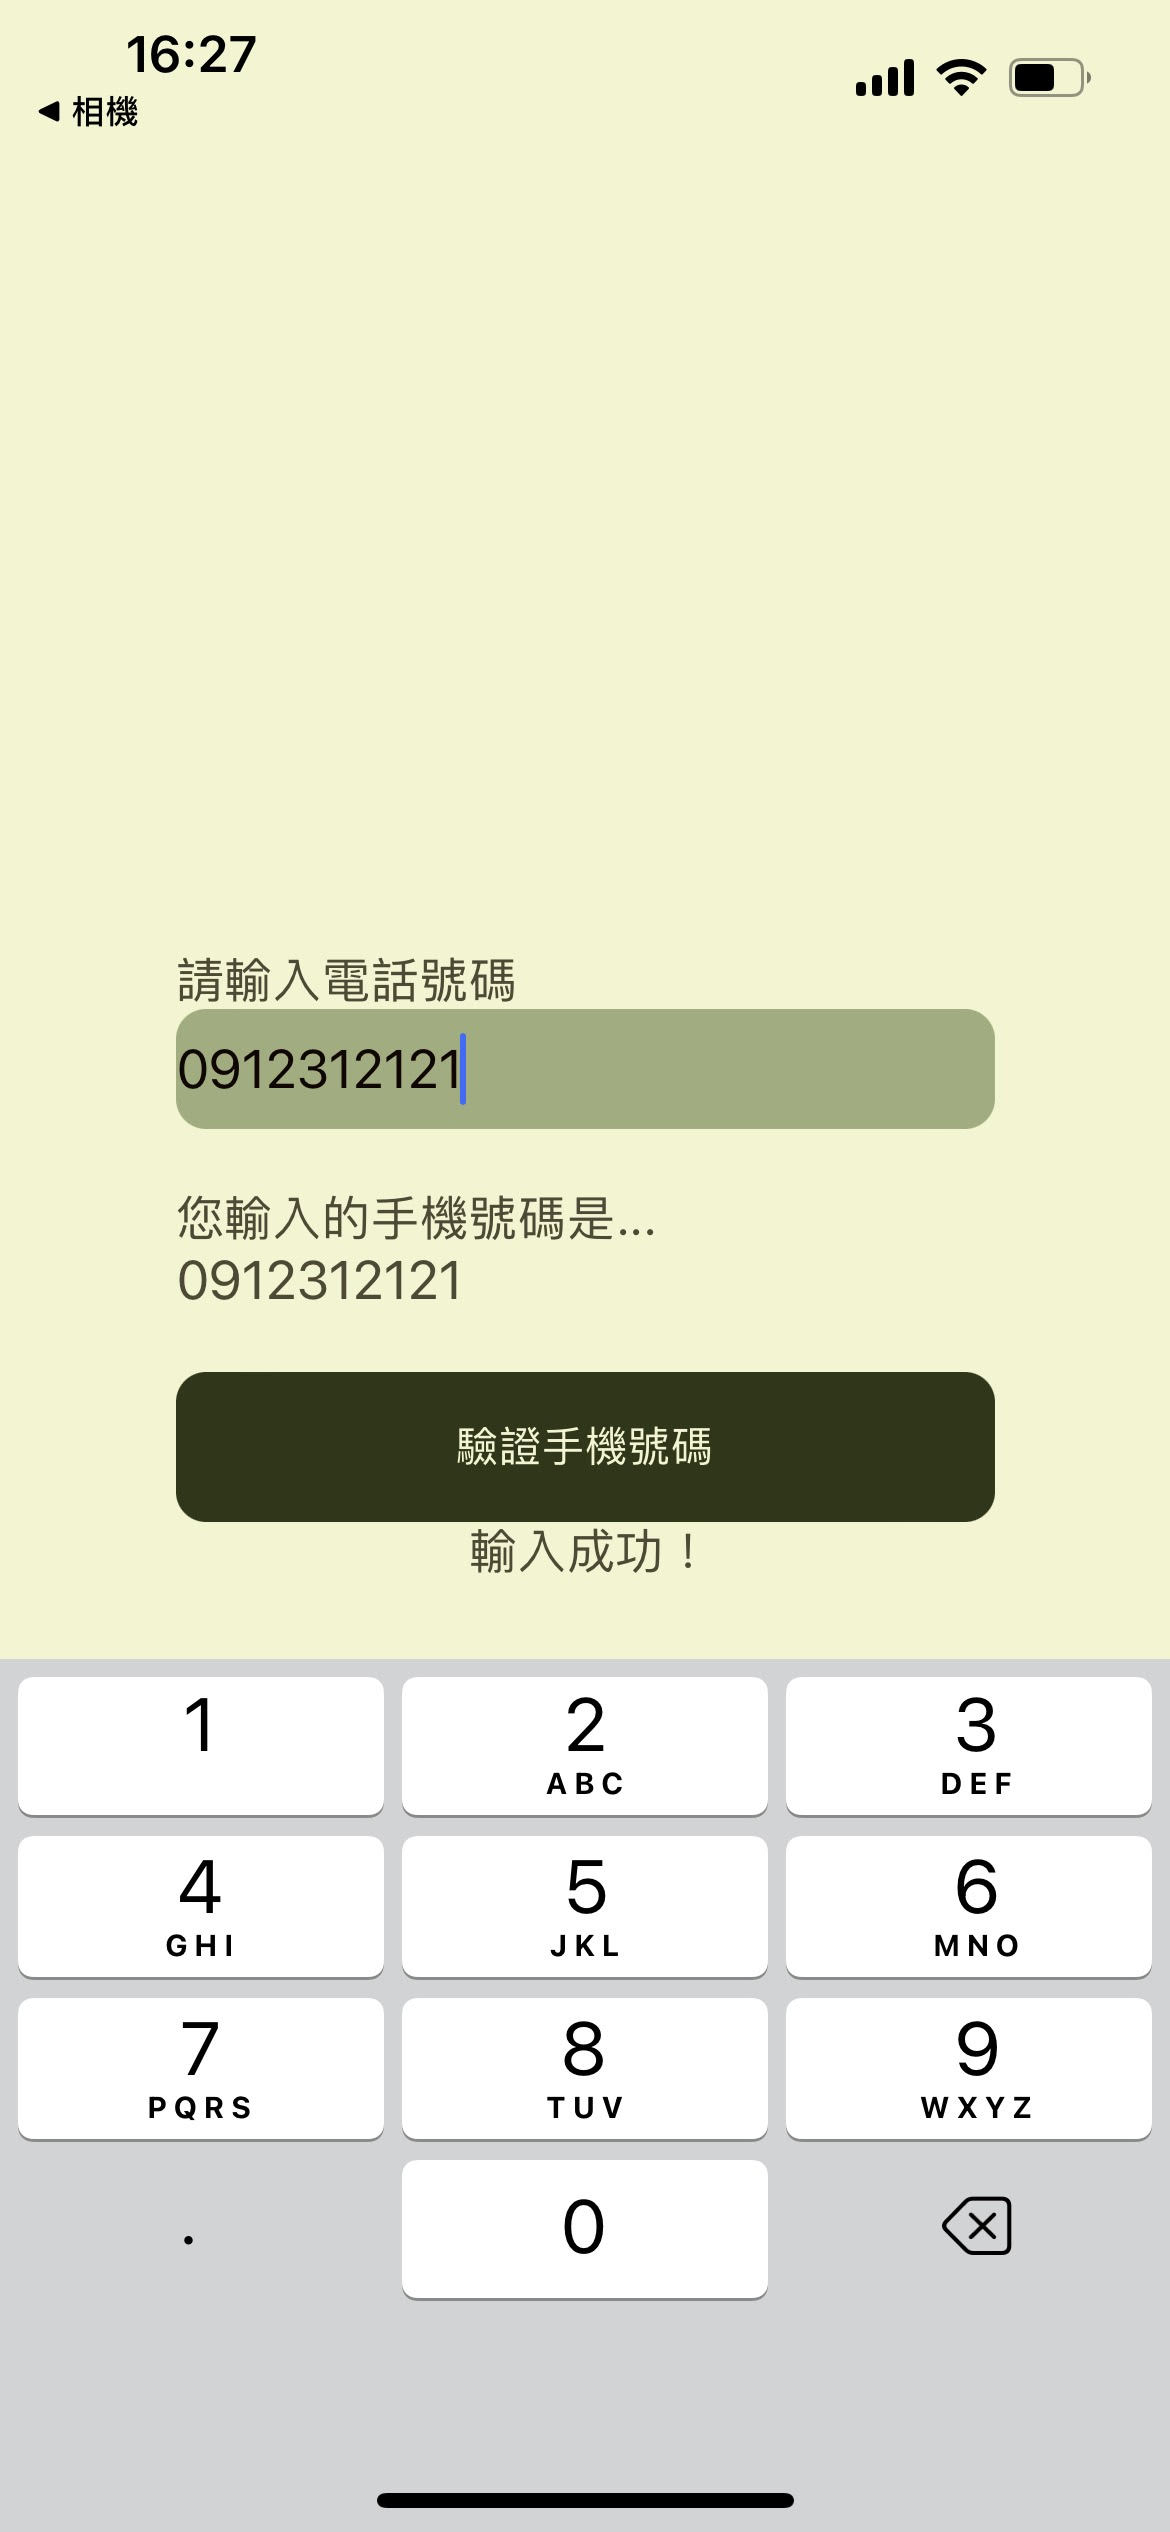 16:27
◀ 相機
請輸入電話號碼
0912312121
您輸入的手機號碼是...
0912312121
驗證手機號碼
輸入成功！
1
2
ABC
3
DEF
4
GHI
5
JKL
6
MNO
7
PQRS
8
TUV
9
WXYZ
.
0